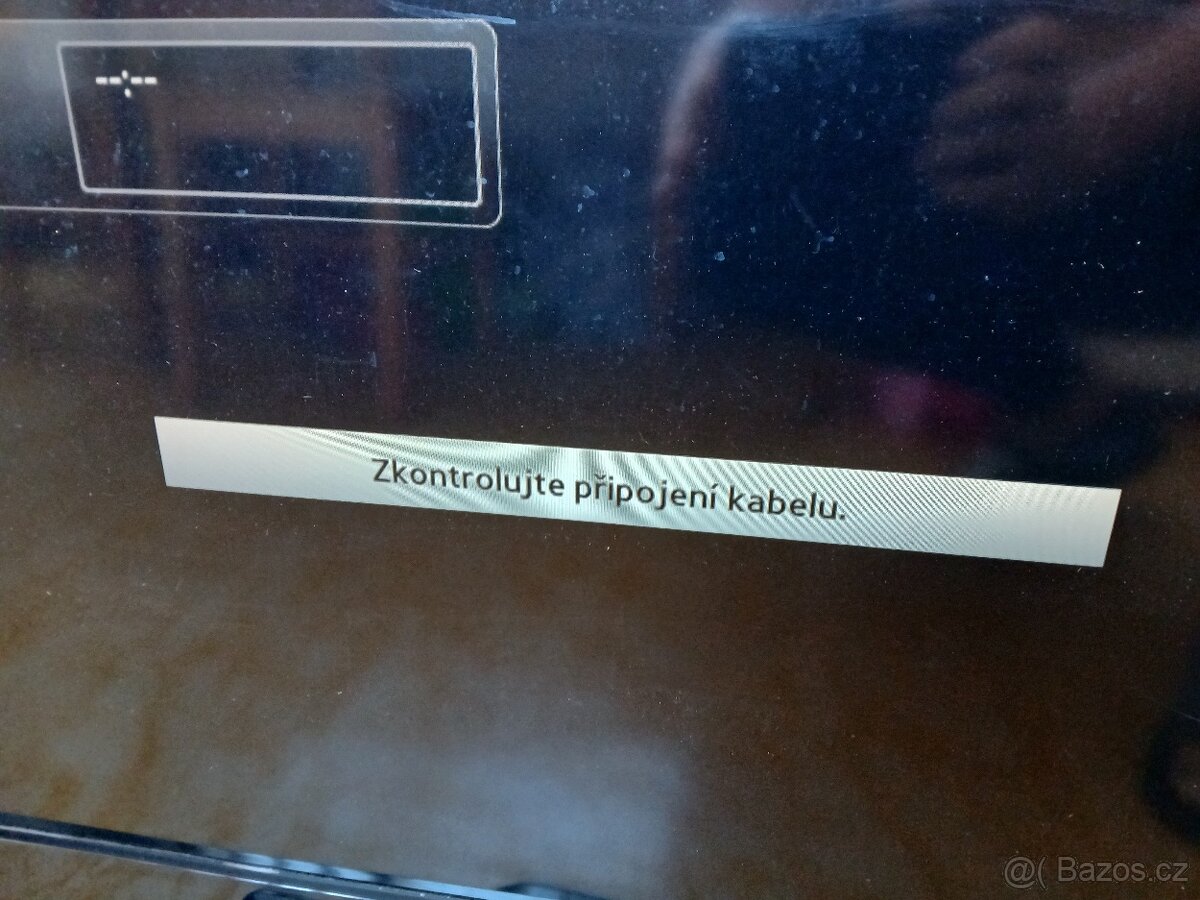 --:--
Zkontrolujte připojení kabelu.
@( Bazos.cz